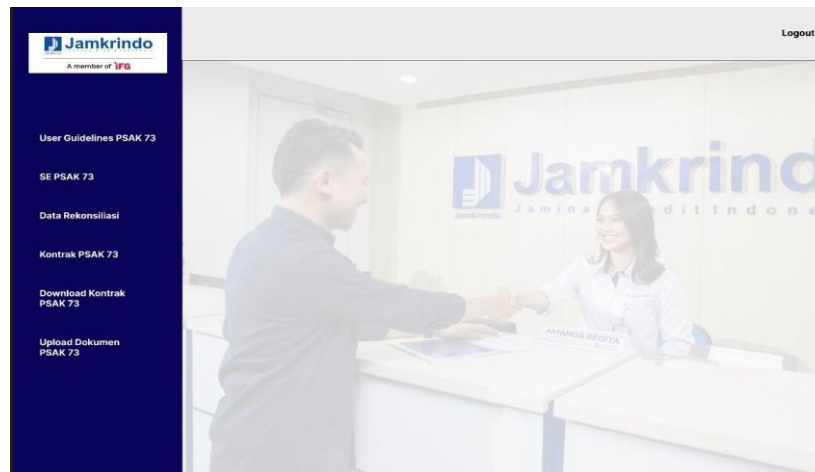 Jamkrindo
A member of IFG
Logout
User Guidelines PSAK 73
SE PSAK 73
Data Rekonsiliasi
Kontrak PSAK 73
Download Kontrak
PSAK 73
Upload Dokumen
PSAK 73
Jamkrindo
Jamkrindo
AMANDA REGITA